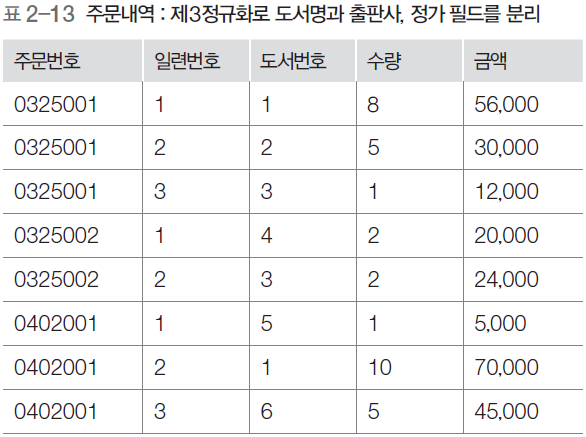 표 2–13 주문내역 : 제3정규화로 도서명과 출판사, 정가 필드를 분리
주문번호 일련번호 도서번호 수량 금액
0325001 1 1 8 56,000
0325001 2 2 5 30,000
0325001 3 3 1 12,000
0325002 1 4 2 20,000
0325002 2 3 2 24,000
0402001 1 5 1 5,000
0402001 2 1 10 70,000
0402001 3 6 5 45,000